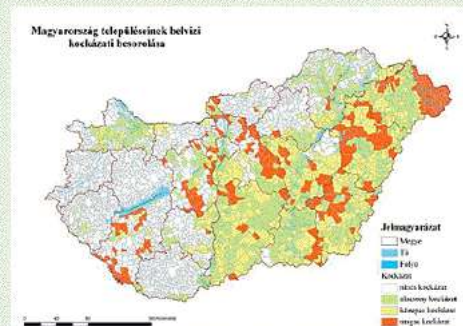 Magyarország településeinek belvízi
kockázati besorolása
Jelmagyarázat
Megye
Tó
Folyó
Kockázat
nincs kockázat
alacsony kockázat
közepes kockázat
magas kockázat